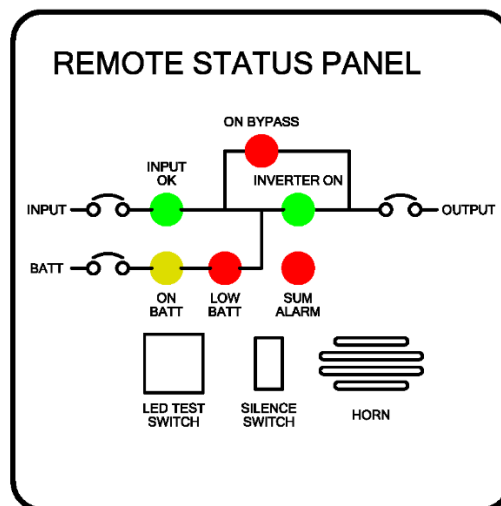 REMOTE STATUS PANEL
ON BYPASS
INPUT
OK
INVERTER ON
INPUT
OUTPUT
BATT
ON
BATT
LOW
BATT
SUM
ALARM
LED TEST
SWITCH
SILENCE
SWITCH
HORN